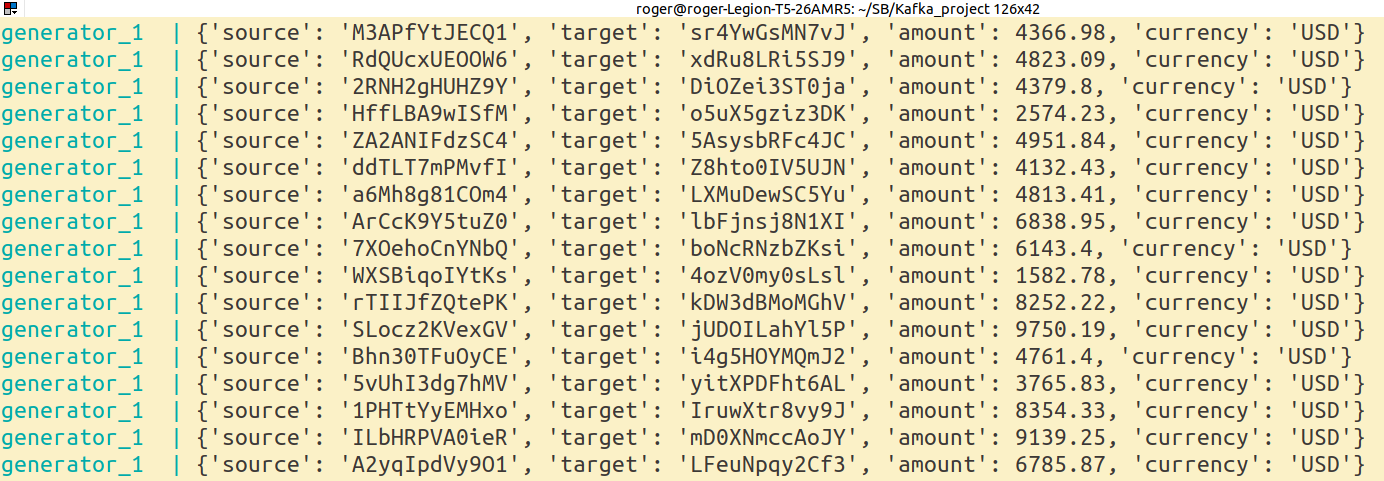 roger@roger-Legion-T5-26AMR5: ~/SB/Kafka_project 126x42
generator_1  | {'source': 'M3APfYtJECQ1', 'target': 'sr4YwGsMN7vJ', 'amount': 4366.98, 'currency': 'USD'}
generator_1  | {'source': 'RdQUcxUEOOW6', 'target': 'xdRu8LRi5SJ9', 'amount': 4823.09, 'currency': 'USD'}
generator_1  | {'source': '2RNH2gHUHZ9Y', 'target': 'DiOZei3ST0ja', 'amount': 4379.8, 'currency': 'USD'}
generator_1  | {'source': 'HffLBA9wISfM', 'target': 'o5uX5gziz3DK', 'amount': 2574.23, 'currency': 'USD'}
generator_1  | {'source': 'ZA2ANIFdzSC4', 'target': '5AsysbRFc4JC', 'amount': 4951.84, 'currency': 'USD'}
generator_1  | {'source': 'ddTLT7mPMvfI', 'target': 'Z8hto0IV5UJN', 'amount': 4132.43, 'currency': 'USD'}
generator_1  | {'source': 'a6Mh8g81COm4', 'target': 'LXMuDewSC5Yu', 'amount': 4813.41, 'currency': 'USD'}
generator_1  | {'source': 'ArCcK9Y5tuZ0', 'target': 'lbFjnsj8N1XI', 'amount': 6838.95, 'currency': 'USD'}
generator_1  | {'source': '7XOehoCnYNbQ', 'target': 'boNcRNzbZKsi', 'amount': 6143.4, 'currency': 'USD'}
generator_1  | {'source': 'WXSBiqoIYtKs', 'target': '4ozV0my0sLsl', 'amount': 1582.78, 'currency': 'USD'}
generator_1  | {'source': 'rTIIJfZQtePK', 'target': 'kDW3dBMoMGhV', 'amount': 8252.22, 'currency': 'USD'}
generator_1  | {'source': 'SLocz2KVexGV', 'target': 'jUDOILahYl5P', 'amount': 9750.19, 'currency': 'USD'}
generator_1  | {'source': 'Bhn30TFuOyCE', 'target': 'i4g5HOYMQmJ2', 'amount': 4761.4, 'currency': 'USD'}
generator_1  | {'source': '5vUhI3dg7hMV', 'target': 'yitXPDFht6AL', 'amount': 3765.83, 'currency': 'USD'}
generator_1  | {'source': '1PHTtYyEMHxo', 'target': 'IruwXtr8vy9J', 'amount': 8354.33, 'currency': 'USD'}
generator_1  | {'source': 'ILbHRPVA0ieR', 'target': 'mD0XNmccAoJY', 'amount': 9139.25, 'currency': 'USD'}
generator_1  | {'source': 'A2yqIpdVy9O1', 'target': 'LFeuNpqy2Cf3', 'amount': 6785.87, 'currency': 'USD'}